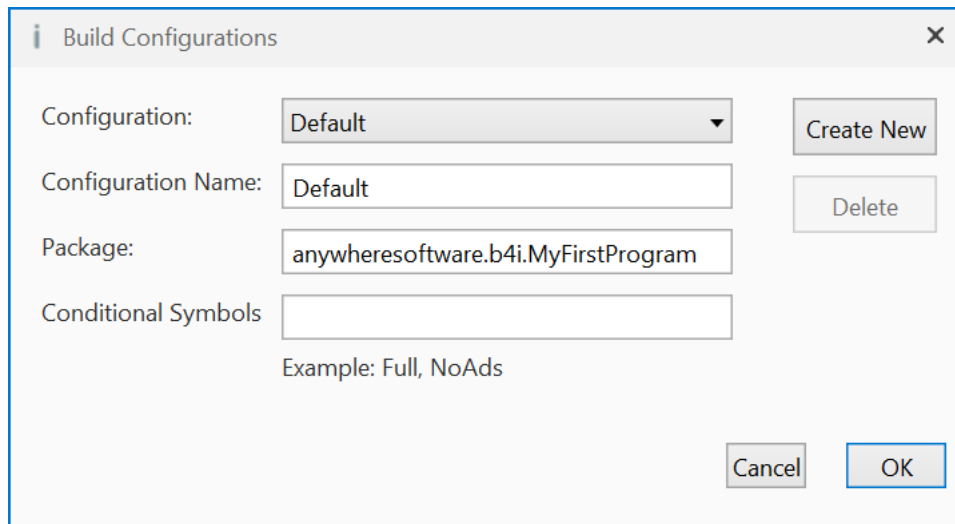 Build Configurations
Configuration: Default Create New
Configuration Name: Default
Delete
Package: anywheresoftware.b4i.MyFirstProgram
Conditional Symbols
Example: Full, NoAds
Cancel OK